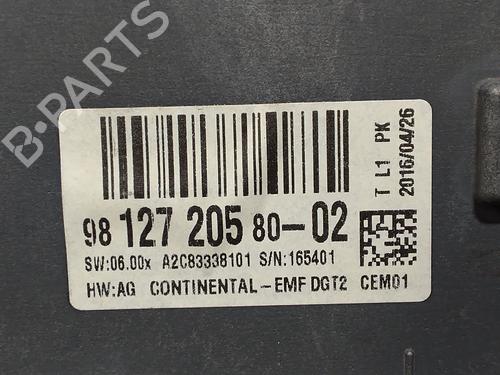 B-PARTS
98 127 205 80-02
SW:06.00x A2C83338101 S/N:165401
HW:AG CONTINENTAL-EMF DGT2 CEM01
T L1 PK
2016/04/26